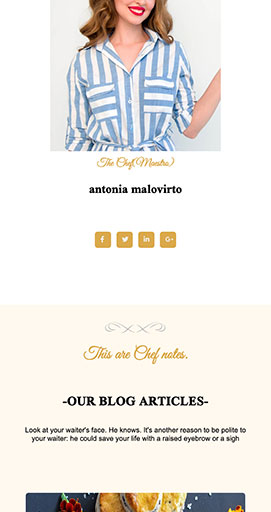 The Chef(Maestro)
antonia malovirto
This are Chef notes.
-OUR BLOG ARTICLES-
Look at your waiter's face. He knows. It's another reason to be polite to
your waiter: he could save your life with a raised eyebrow or a sigh